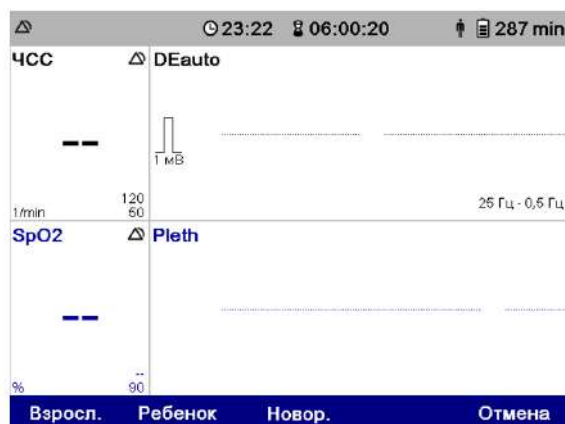 23:22 06:00:20 287 min
ЧСС DEauto
--
1 мВ
120
1/min 50
25 Гц - 0,5 Гц
SpO2 Pleth
--
--
% 90
Взросл. Ребенок Новор. Отмена